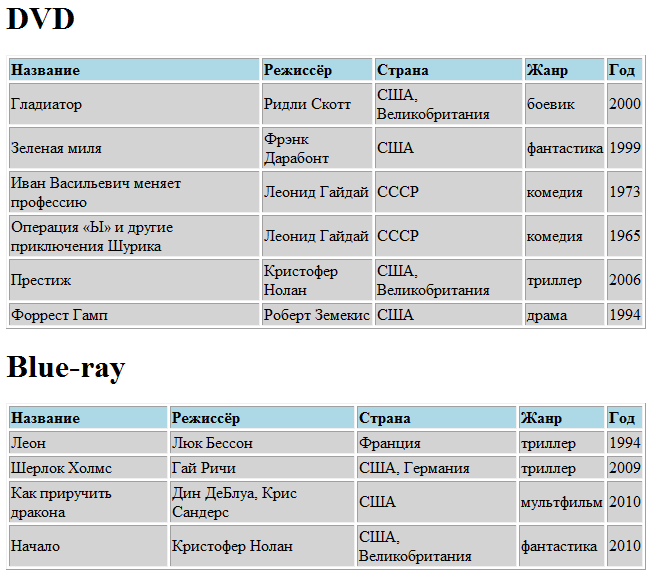 DVD
Название Режиссёр Страна Жанр Год
Гладиатор Ридли Скотт США, Великобритания боевик 2000
Зеленая миля Фрэнк Дарабонт США фантастика 1999
Иван Васильевич меняет профессию Леонид Гайдай СССР комедия 1973
Операция «Ы» и другие приключения Шурика Леонид Гайдай СССР комедия 1965
Престиж Кристофер Нолан США, Великобритания триллер 2006
Форрест Гамп Роберт Земекис США драма 1994
Blue-ray
Название Режиссёр Страна Жанр Год
Леон Люк Бессон Франция триллер 1994
Шерлок Холмс Гай Ричи США, Германия триллер 2009
Как приручить дракона Дин ДеБлуа, Крис Сандерс США мультфильм 2010
Начало Кристофер Нолан США, Великобритания фантастика 2010